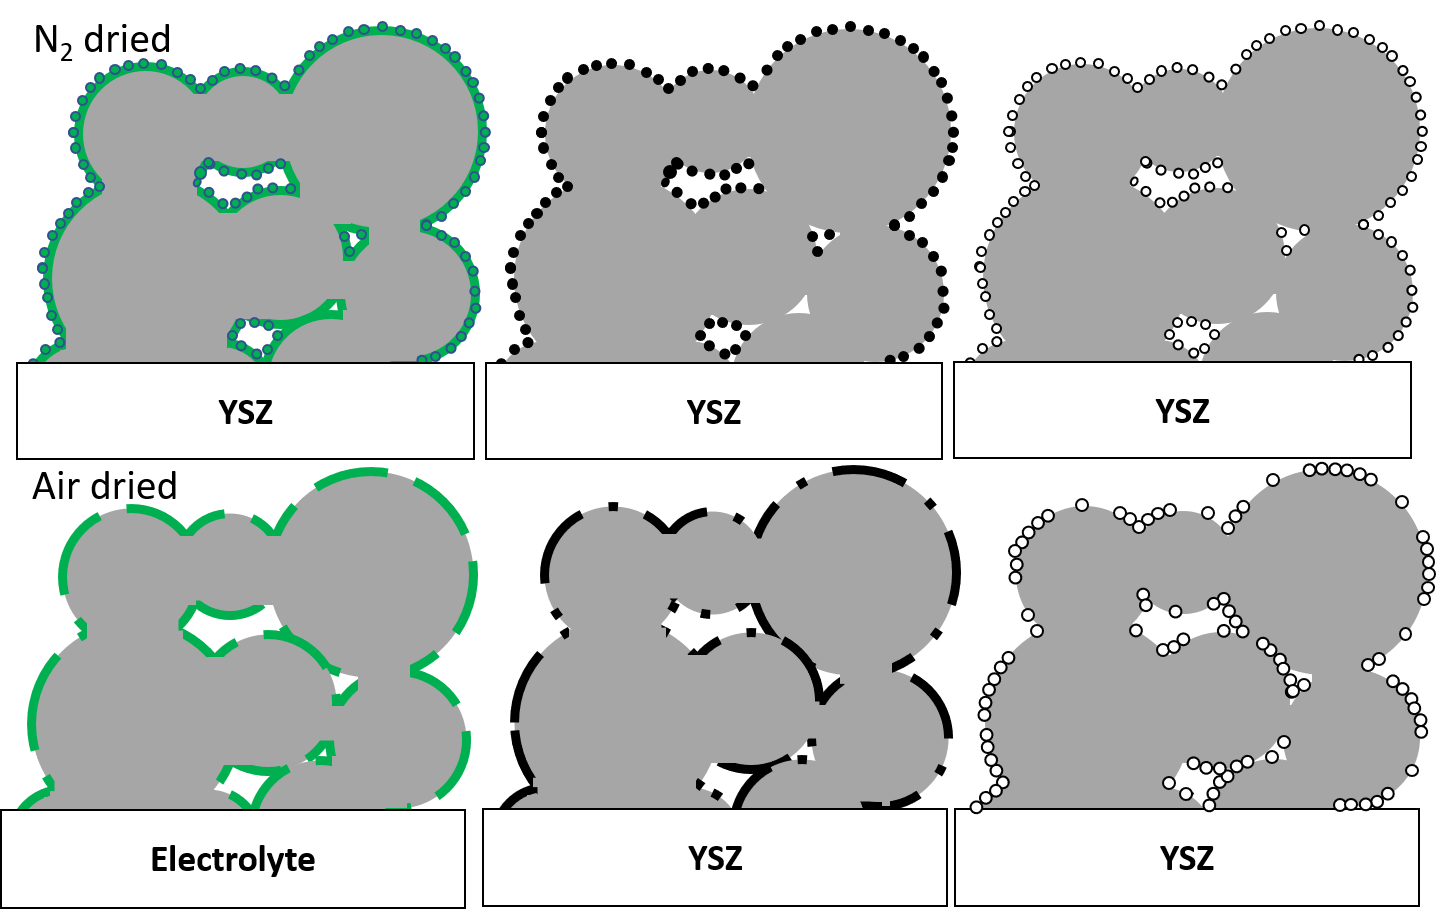 N₂ dried
YSZ
YSZ
YSZ
Air dried
Electrolyte
YSZ
YSZ